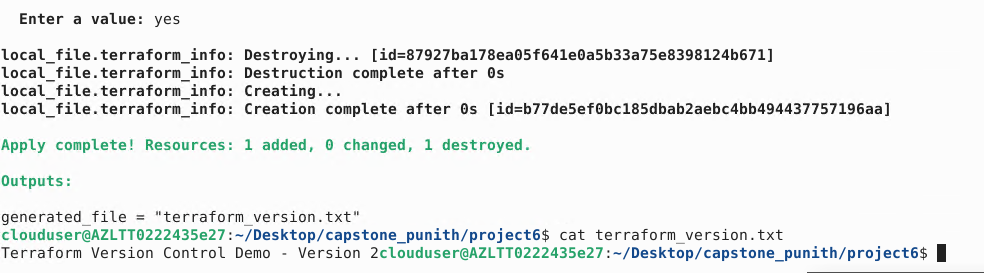 Enter a value: yes
local_file.terraform_info: Destroying... [id=87927ba178ea05f641e0a5b33a75e8398124b671]
local_file.terraform_info: Destruction complete after 0s
local_file.terraform_info: Creating...
local_file.terraform_info: Creation complete after 0s [id=b77de5ef0bc185dbab2aebc4bb494437757196aa]
Apply complete! Resources: 1 added, 0 changed, 1 destroyed.
Outputs:
generated_file = "terraform_version.txt"
clouduser@AZLTT0222435e27:~/Desktop/capstone_punith/project6$ cat terraform_version.txt
Terraform Version Control Demo - Version 2clouduser@AZLTT0222435e27:~/Desktop/capstone_punith/project6$